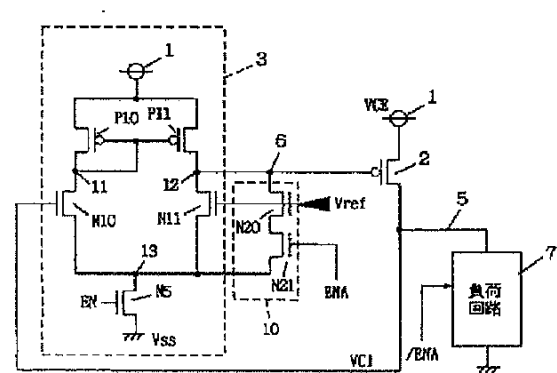 1
3
P10
P11
VCE
1
6
2
11
12
5
N10
N11
N20
Vref
7
13
N21
ENA
EN
N5
10
負荷
回路
Vss
VCI
/ENA